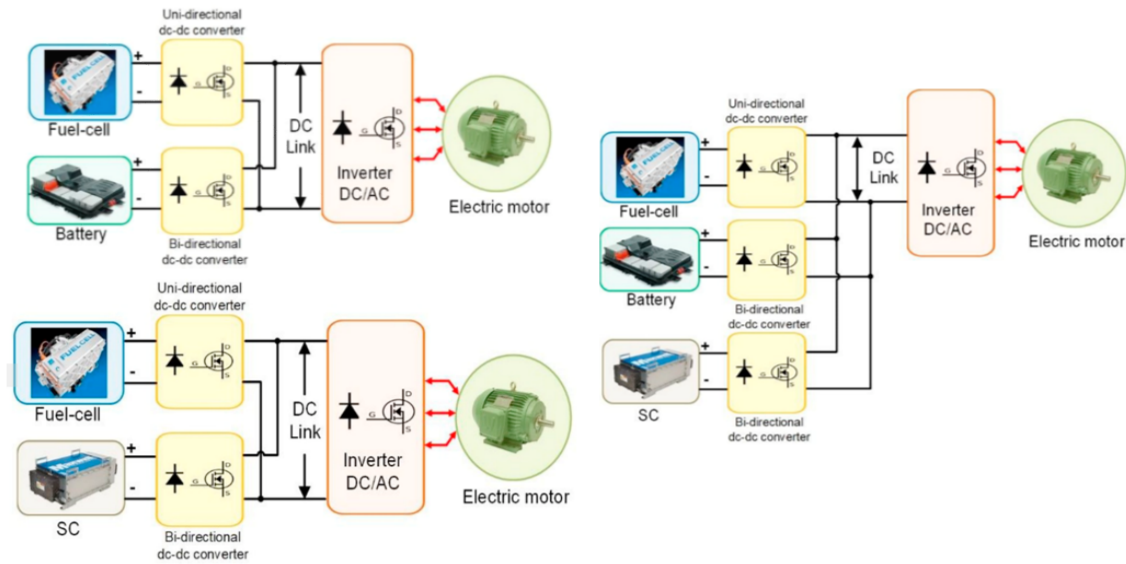 Uni-directional
dc-dc converter
+
-
FUELCELL
Fuel-cell
G
D
S
DC
Link
G
D
S
Inverter
DC/AC
Electric motor
+
-
Battery
G
D
S
Bi-directional
dc-dc converter
Uni-directional
dc-dc converter
+
-
FUELCELL
Fuel-cell
G
D
S
DC
Link
G
D
S
Inverter
DC/AC
Electric motor
+
-
SC
G
D
S
Bi-directional
dc-dc converter
Uni-directional
dc-dc converter
+
-
FUELCELL
Fuel-cell
G
D
S
DC
Link
G
D
S
Inverter
DC/AC
Electric motor
+
-
Battery
G
D
S
Bi-directional
dc-dc converter
+
-
SC
G
D
S
Bi-directional
dc-dc converter